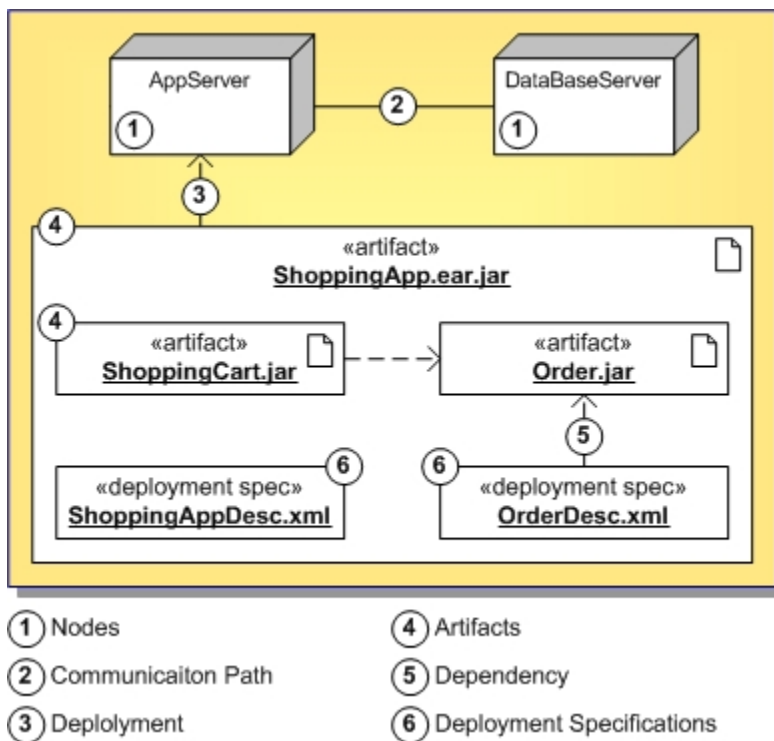 AppServer
DataBaseServer
1
2
1
3
4
«artifact»
ShoppingApp.ear.jar
4
«artifact»
ShoppingCart.jar
«artifact»
Order.jar
5
6
6
«deployment spec»
ShoppingAppDesc.xml
«deployment spec»
OrderDesc.xml
1 Nodes
4 Artifacts
2 Communicaiton Path
5 Dependency
3 Deplolyment
6 Deployment Specifications